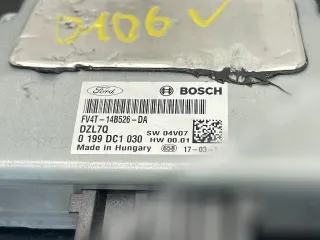 D106 V
Ford
BOSCH
FV4T-14B526-DA
DZL7Q SW 04V07
0 199 DC1 030 HW 00.01
Made in Hungary 658 17-03-